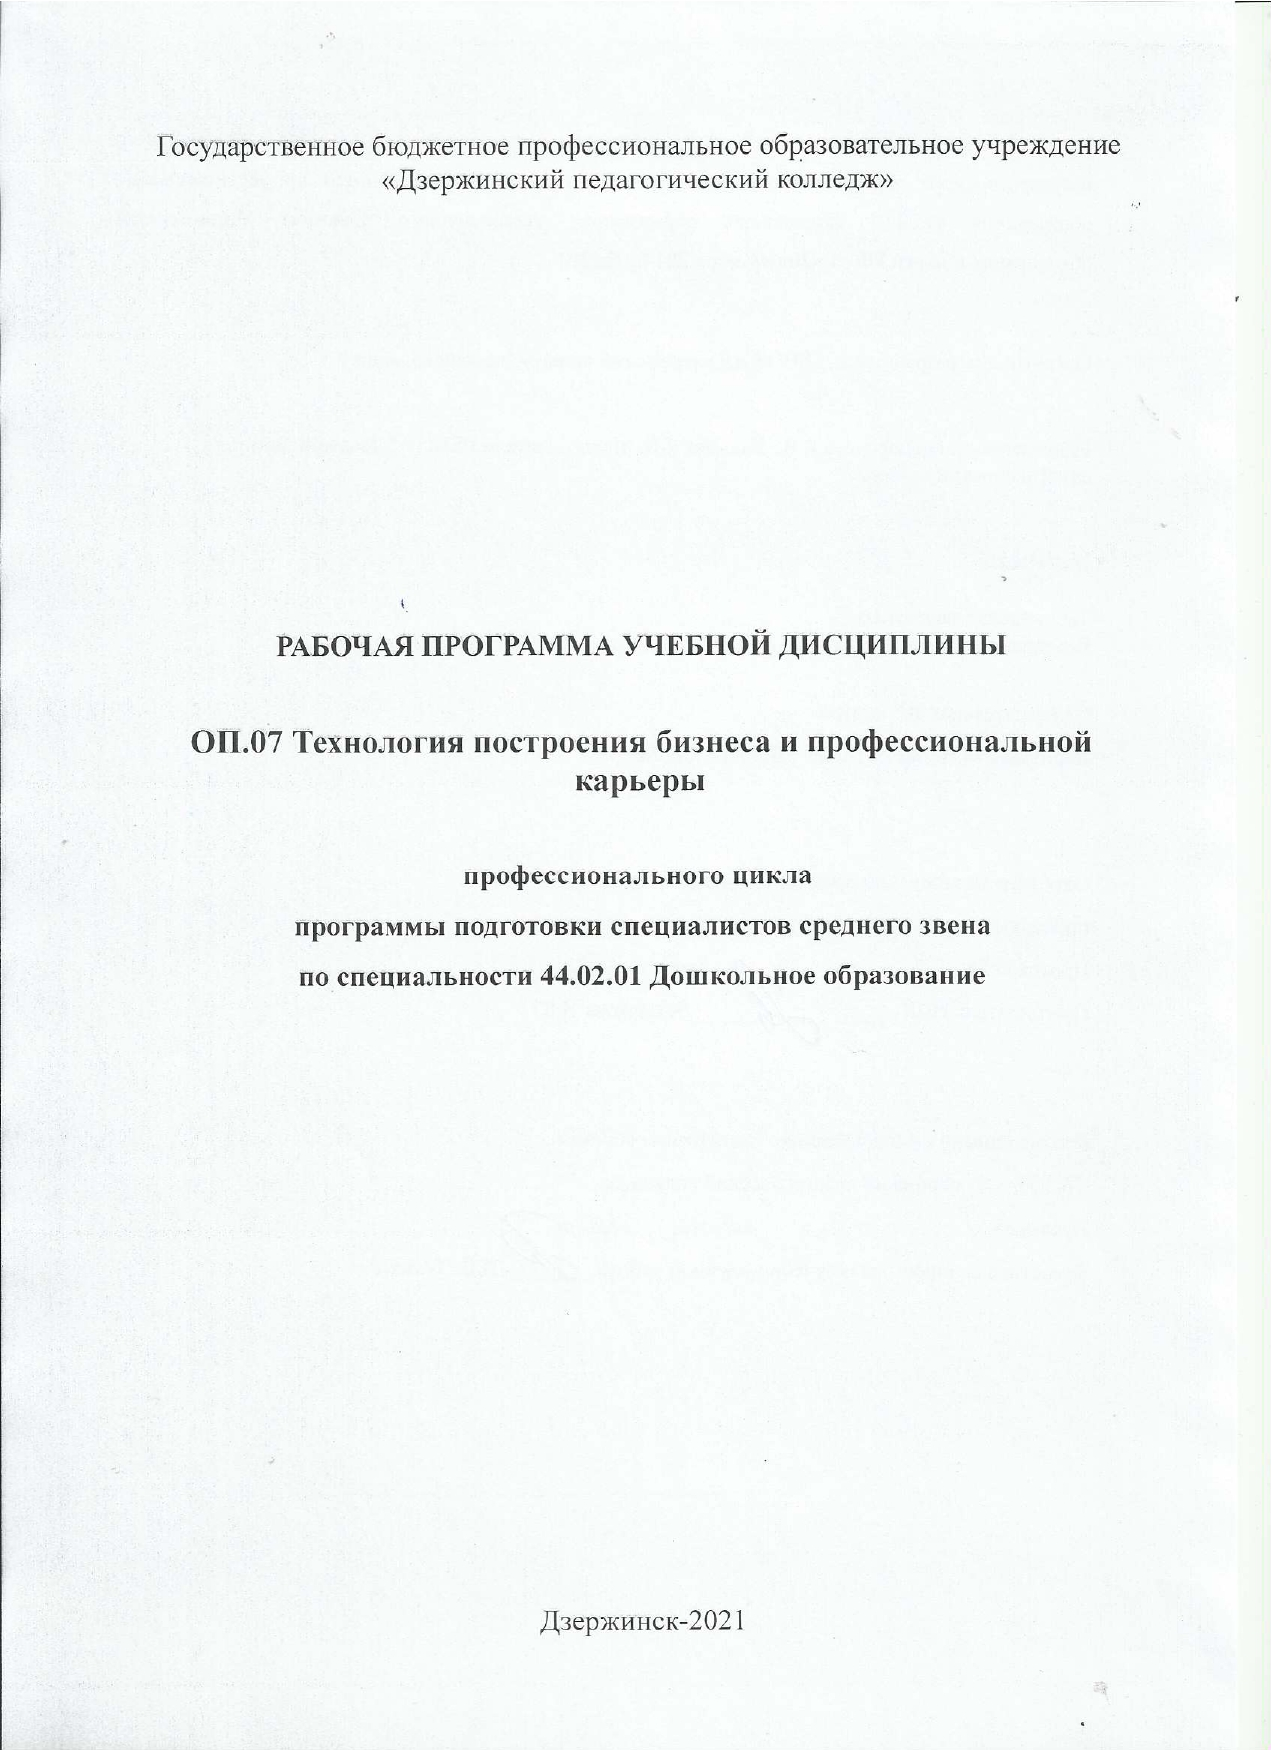 Государственное бюджетное профессиональное образовательное учреждение
«Дзержинский педагогический колледж»
РАБОЧАЯ ПРОГРАММА УЧЕБНОЙ ДИСЦИПЛИНЫ
ОП.07 Технология построения бизнеса и профессиональной
карьеры
профессионального цикла
программы подготовки специалистов среднего звена
по специальности 44.02.01 Дошкольное образование
Дзержинск-2021